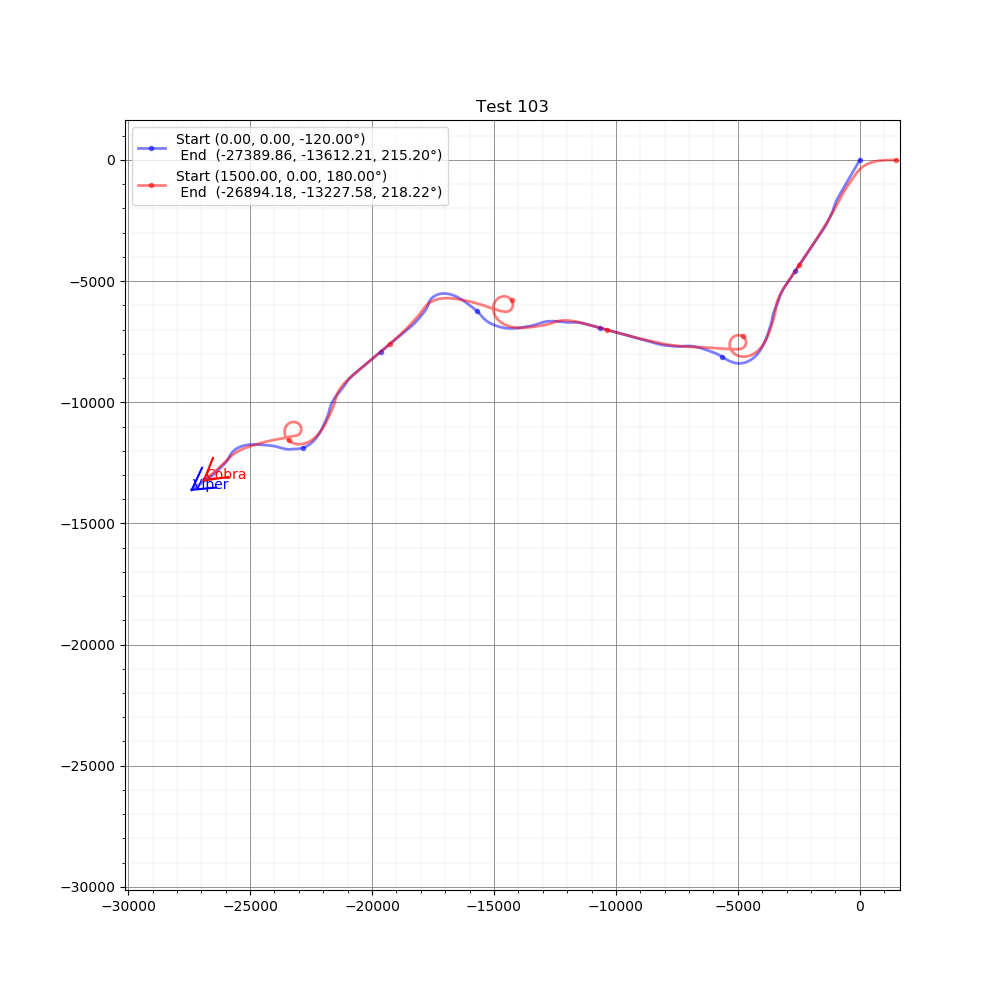 Test 103
Start (0.00, 0.00, -120.00°)
End (-27389.86, -13612.21, 215.20°)
Start (1500.00, 0.00, 180.00°)
End (-26894.18, -13227.58, 218.22°)
0
−5000
−10000
−15000
−20000
−25000
−30000
Cobra
Viper
−30000 −25000 −20000 −15000 −10000 −5000 0